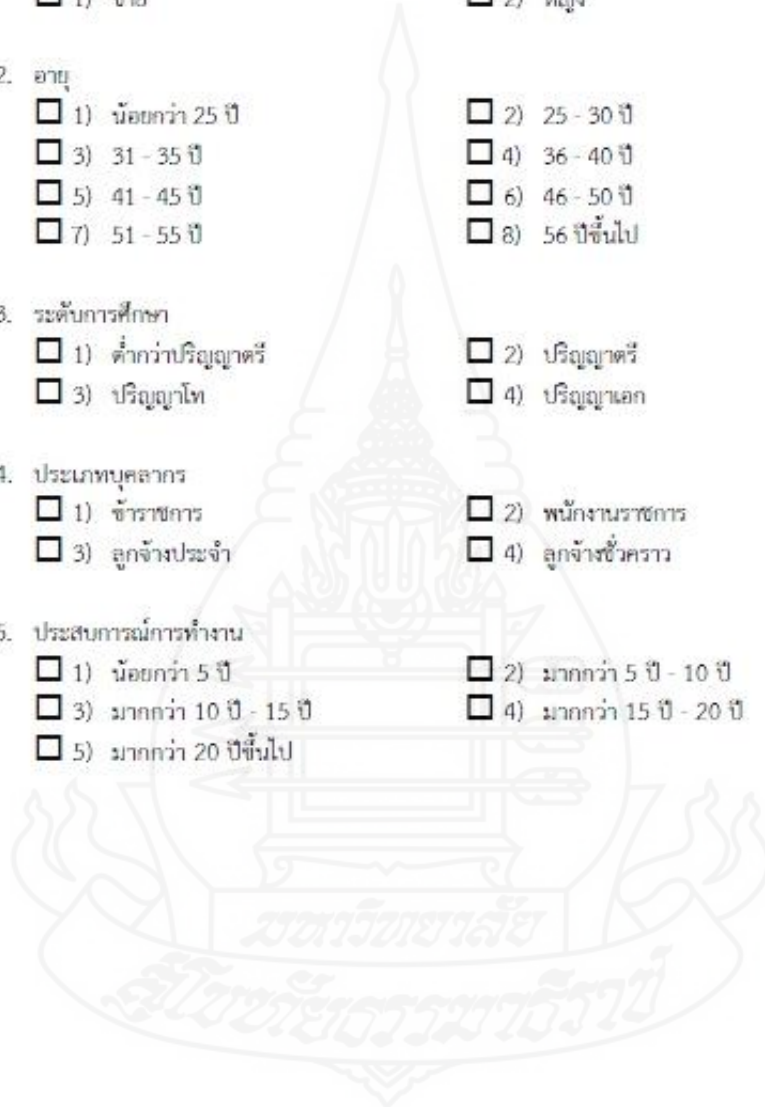 ☐ 1) ชาย ☐ 2) หญิง
2. อายุ
☐ 1) น้อยกว่า 25 ปี ☐ 2) 25 - 30 ปี
☐ 3) 31 - 35 ปี ☐ 4) 36 - 40 ปี
☐ 5) 41 - 45 ปี ☐ 6) 46 - 50 ปี
☐ 7) 51 - 55 ปี ☐ 8) 56 ปีขึ้นไป
3. ระดับการศึกษา
☐ 1) ต่ำกว่าปริญญาตรี ☐ 2) ปริญญาตรี
☐ 3) ปริญญาโท ☐ 4) ปริญญาเอก
4. ประเภทบุคลากร
☐ 1) ข้าราชการ ☐ 2) พนักงานราชการ
☐ 3) ลูกจ้างประจำ ☐ 4) ลูกจ้างชั่วคราว
5. ประสบการณ์การทำงาน
☐ 1) น้อยกว่า 5 ปี ☐ 2) มากกว่า 5 ปี - 10 ปี
☐ 3) มากกว่า 10 ปี - 15 ปี ☐ 4) มากกว่า 15 ปี - 20 ปี
☐ 5) มากกว่า 20 ปีขึ้นไป
มหาวิทยาลัย
สุโขทัยธรรมาธิราช